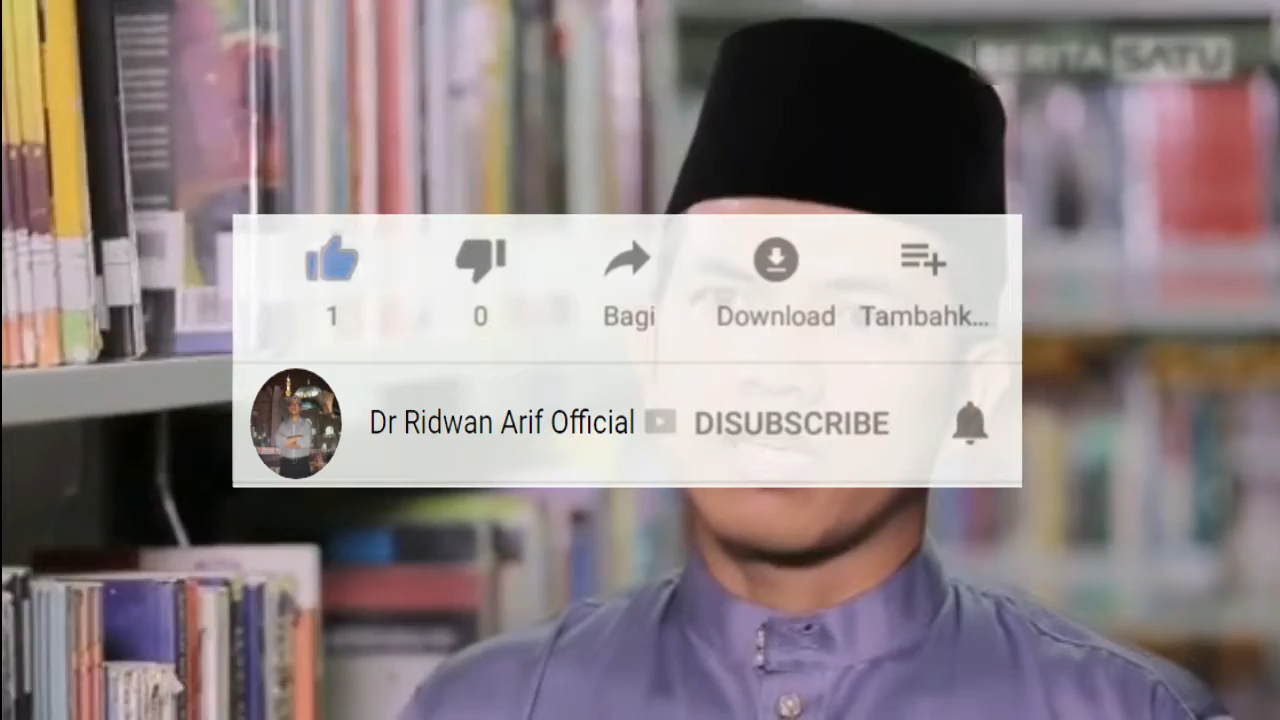 BERITA SATU
1 0 Bagi Download Tambahk...
Dr Ridwan Arif Official DISUBSCRIBE